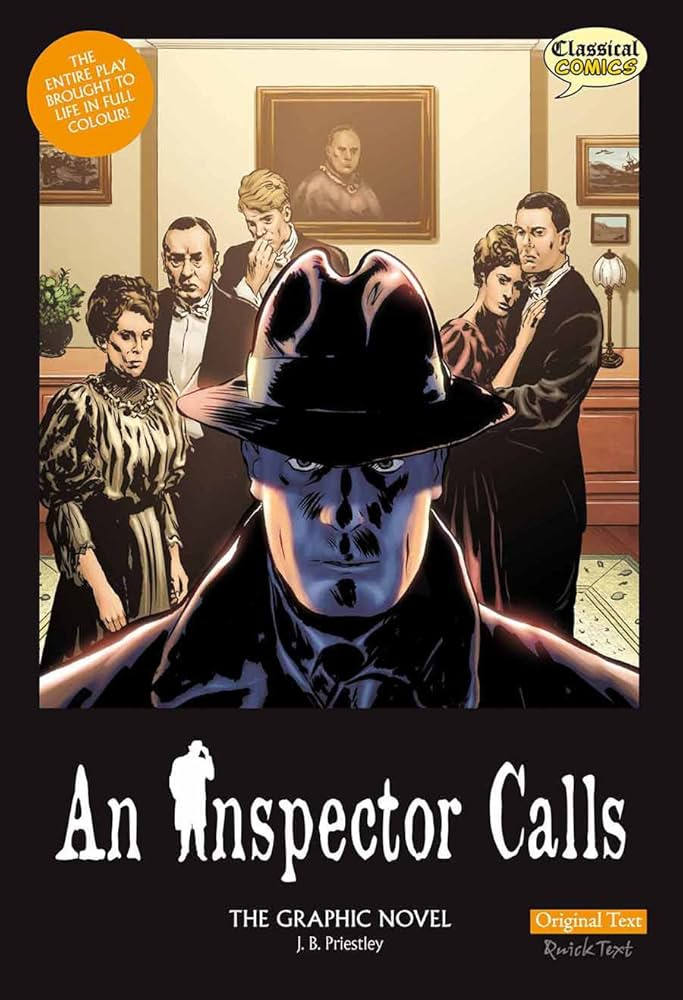 THE
ENTIRE PLAY
BROUGHT TO
LIFE IN FULL
COLOUR!
Classical
COMICS
An Inspector Calls
THE GRAPHIC NOVEL
J. B. Priestley
Original Text
Quick Text